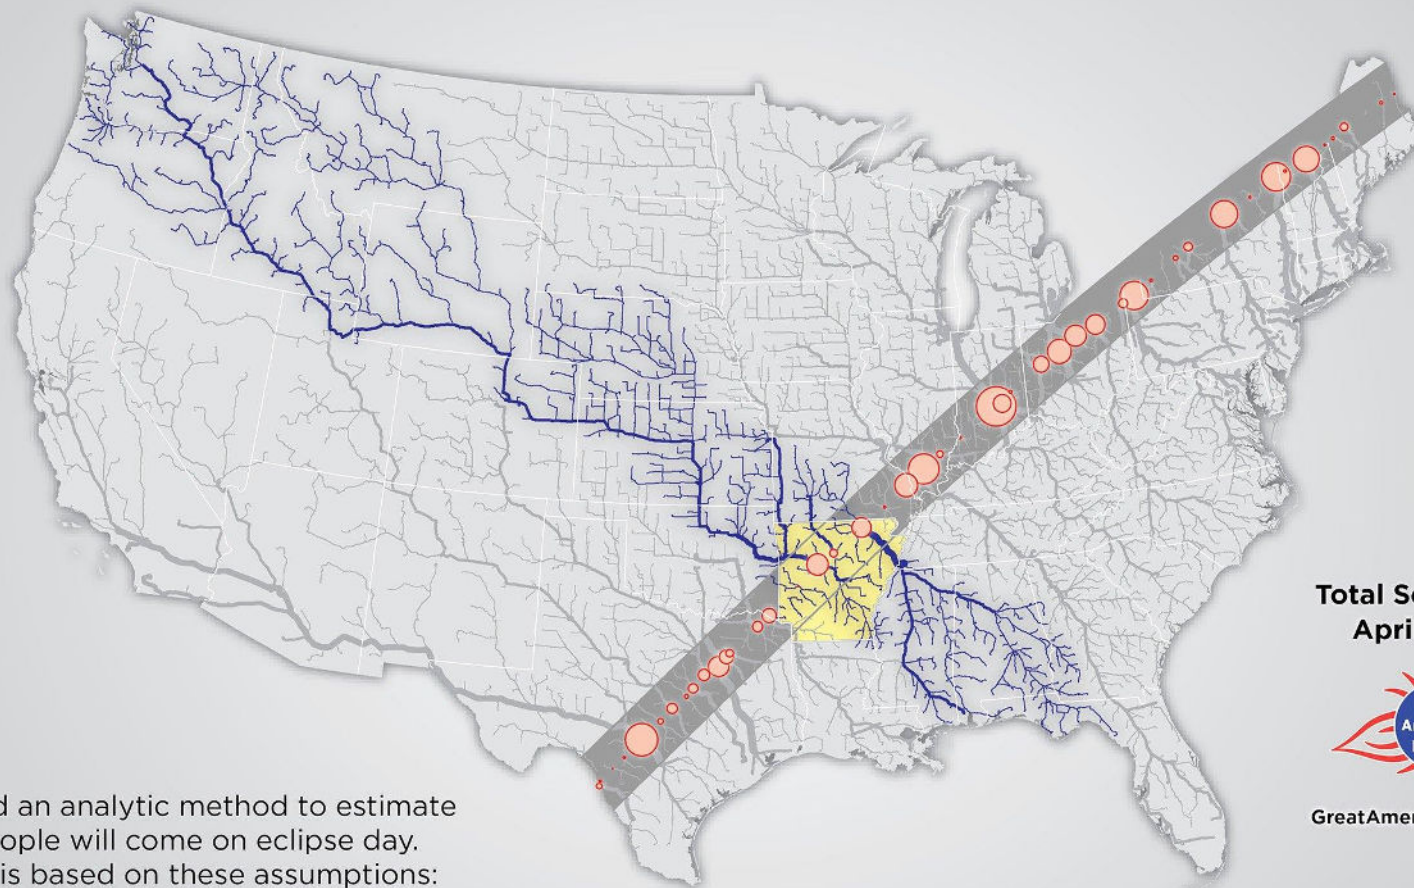 d an analytic method to estimate
ople will come on eclipse day.
is based on these assumptions:
Total S
Apri
A
GreatAmer